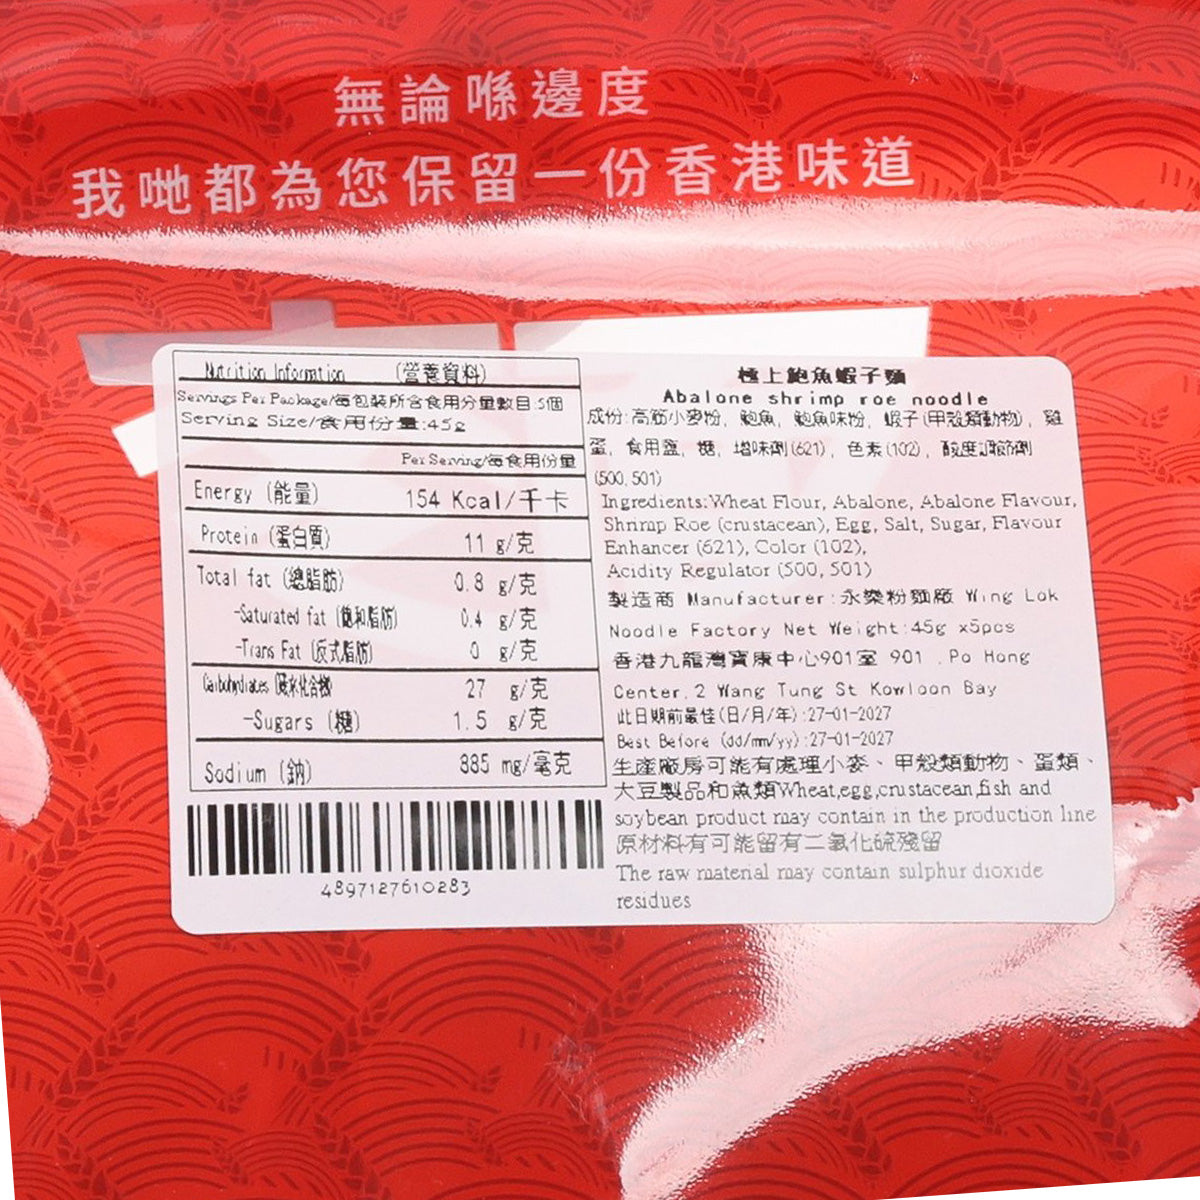 無論喺邊度
我哋都為您保留一份香港味道
Nutrition Information (營養資料)
Servings Per Package/每包裝所含食用分量數目:5個
Serving Size/食用份量:45g
Per Serving/每食用份量
Energy (能量) 154 Kcal/千卡
Protein (蛋白質) 11 g/克
Total fat (總脂肪) 0.8 g/克
-Saturated fat (飽和脂肪) 0.4 g/克
-Trans Fat (反式脂肪) 0 g/克
Carbohydrates (碳水化合物) 27 g/克
-Sugars (糖) 1.5 g/克
Sodium (鈉) 885 mg/毫克
4897127610283
極上鮑魚蝦子麵
Abalone shrimp roe noodle
成份:高筋小麥粉, 鮑魚, 鮑魚味粉, 蝦子(甲殼類動物), 雞
蛋, 食用鹽, 糖, 增味劑(621), 色素(102), 酸度調節劑
(500, 501)
Ingredients:Wheat Flour, Abalone, Abalone Flavour,
Shrimp Roe (crustacean), Egg, Salt, Sugar, Flavour
Enhancer (621), Color (102),
Acidity Regulator (500, 501)
製造商 Manufacturer:永樂粉麵廠 Wing Lok
Noodle Factory Net Weight:45g x5pcs
香港九龍灣寶康中心901室 901 , Po Hong
Center, 2 Wang Tung St Kowloon Bay
此日期前最佳(日/月/年):27-01-2027
Best Before (dd/mm/yy):27-01-2027
生產廠房可能有處理小麥、甲殼類動物、蛋類、
大豆製品和魚類Wheat,egg,crustacean,fish and
soybean product may contain in the production line
原材料有可能留有二氧化硫殘留
The raw material may contain sulphur dioxide
residues